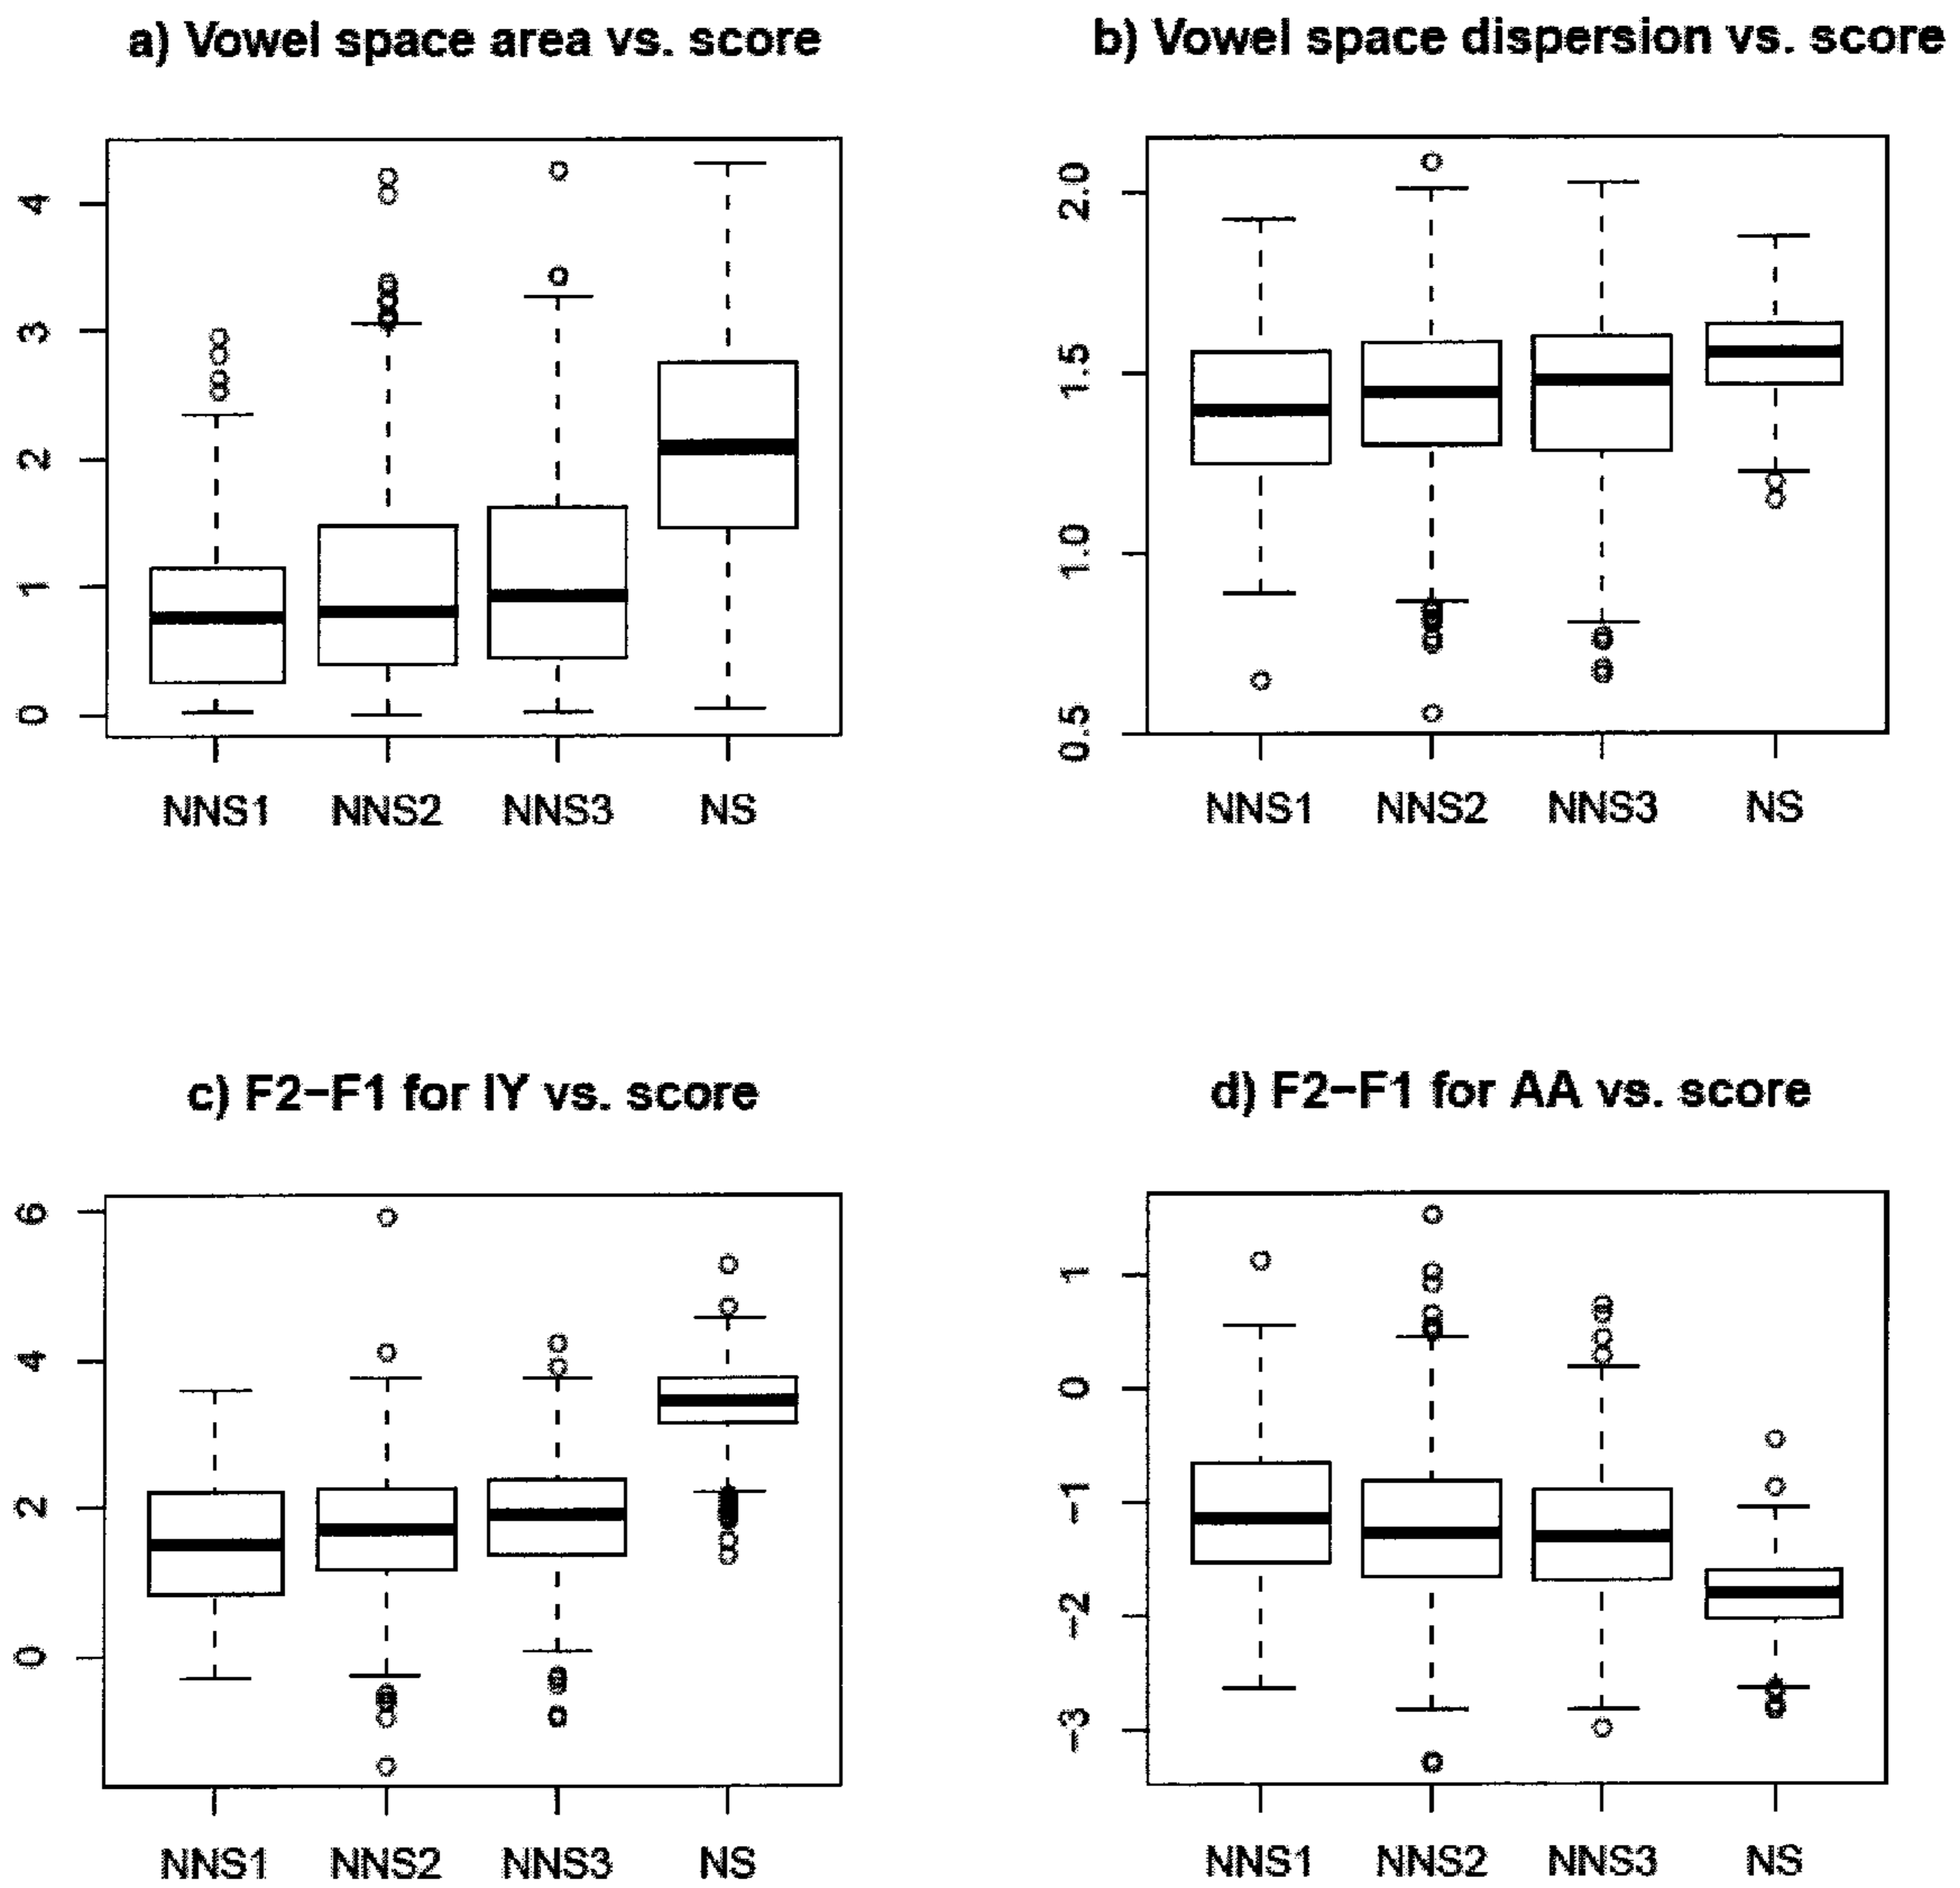 a) Vowel space area vs. score
4
3
2
1
0
NNS1 NNS2 NNS3 NS
b) Vowel space dispersion vs. score
2.0
1.5
1.0
0.5
NNS1 NNS2 NNS3 NS
c) F2−F1 for IY vs. score
6
4
2
0
NNS1 NNS2 NNS3 NS
d) F2−F1 for AA vs. score
1
0
−1
−2
−3
NNS1 NNS2 NNS3 NS